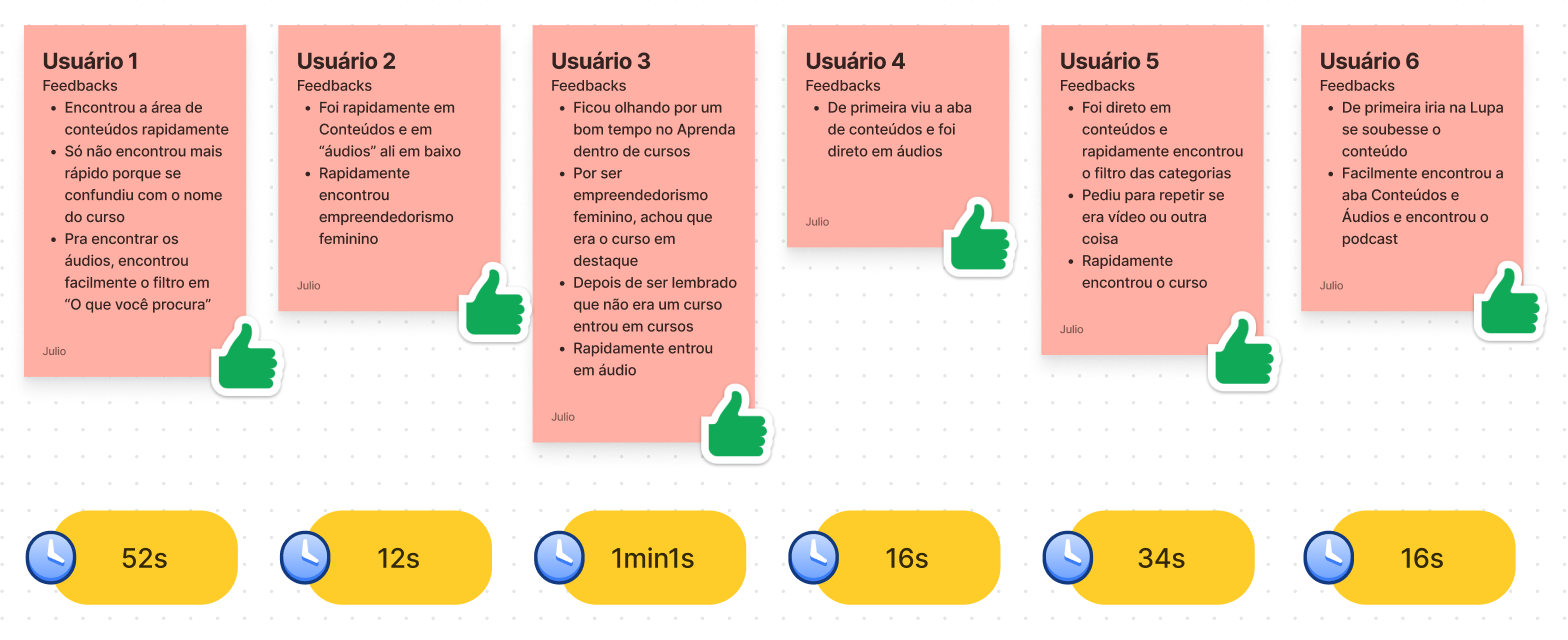 Usuário 1
Feedbacks
• Encontrou a área de
conteúdos rapidamente
• Só não encontrou mais
rápido porque se
confundiu com o nome
do curso
• Pra encontrar os
áudios, encontrou
facilmente o filtro em
“O que você procura”
Julio
Usuário 2
Feedbacks
• Foi rapidamente em
Conteúdos e em
“áudios” ali em baixo
• Rapidamente
encontrou
empreendedorismo
feminino
Julio
Usuário 3
Feedbacks
• Ficou olhando por um
bom tempo no Aprenda
dentro de cursos
• Por ser
empreendedorismo
feminino, achou que
era o curso em
destaque
• Depois de ser lembrado
que não era um curso
entrou em cursos
• Rapidamente entrou
em áudio
Julio
Usuário 4
Feedbacks
• De primeira viu a aba
de conteúdos e foi
direto em áudios
Julio
Usuário 5
Feedbacks
• Foi direto em
conteúdos e
rapidamente encontrou
o filtro das categorias
• Pediu para repetir se
era vídeo ou outra
coisa
• Rapidamente
encontrou o curso
Julio
Usuário 6
Feedbacks
• De primeira iria na Lupa
se soubesse o
conteúdo
• Facilmente encontrou a
aba Conteúdos e
Áudios e encontrou o
podcast
Julio
52s
12s
1min1s
16s
34s
16s